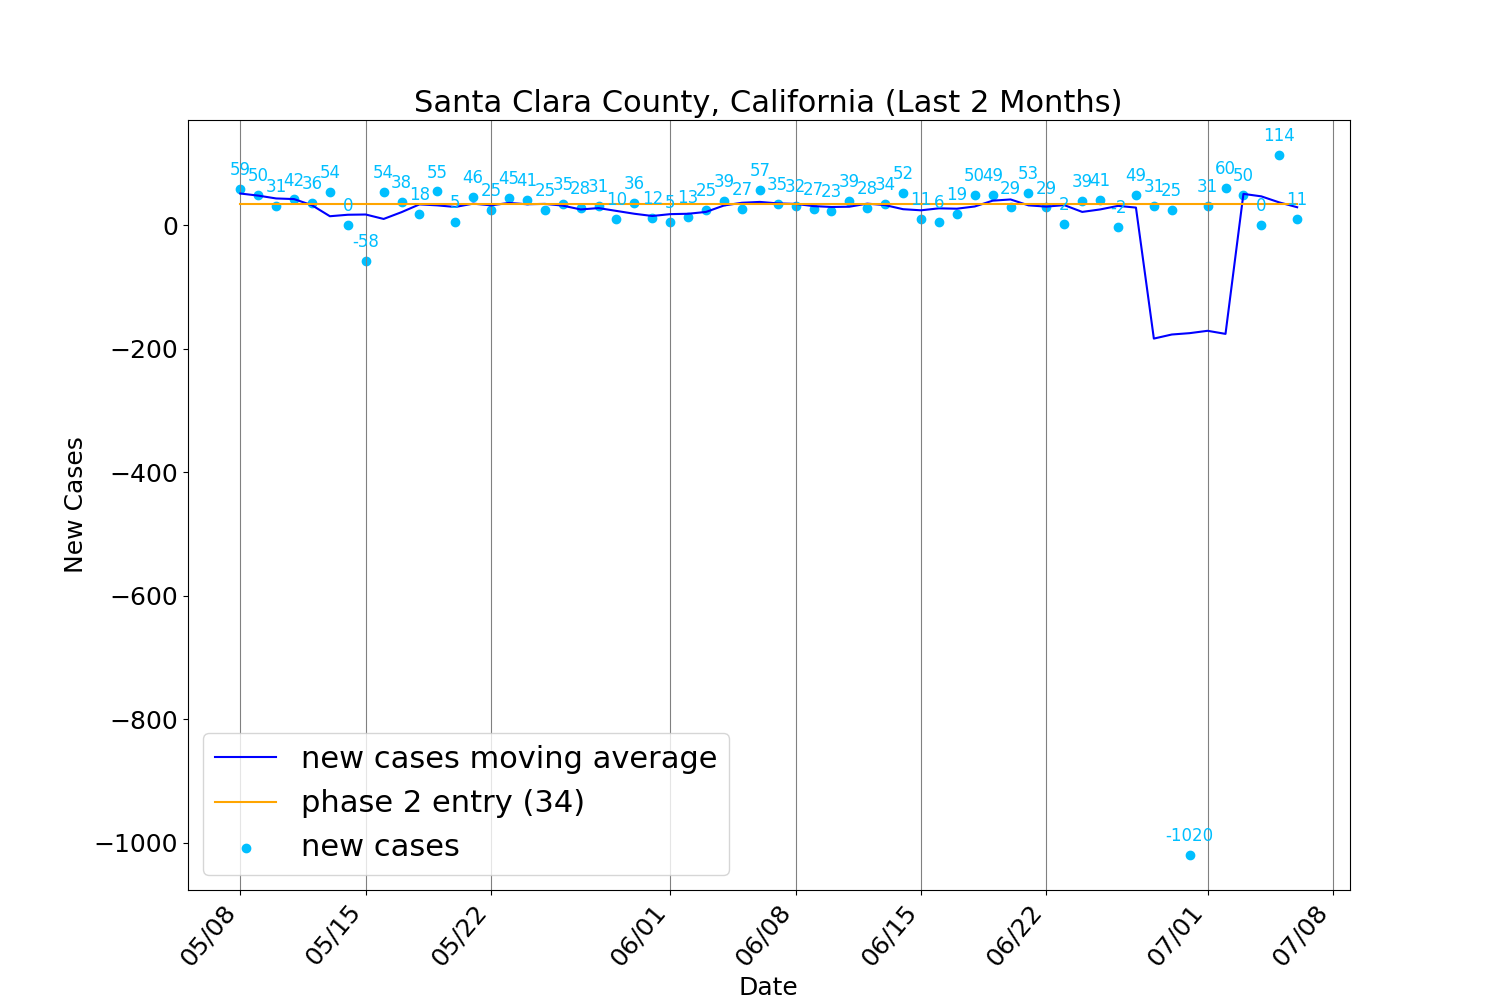 Santa Clara County, California (Last 2 Months)
114
59 50 31 42 36 54 0 -58 54 38 18 55 5 46 25 45 41 25 35 28 31 10 36 12 5 13 25 39 27 57 35 32 27 23 39 28 34 52 11 6 19 50 49 29 53 29 2 39 41 -2 49 31 25 -1020 31 60 50 0 11
0
−200
−400
−600
−800
−1000
New Cases
new cases moving average
phase 2 entry (34)
new cases
05/08 05/15 05/22 06/01 06/08 06/15 06/22 07/01 07/08
Date